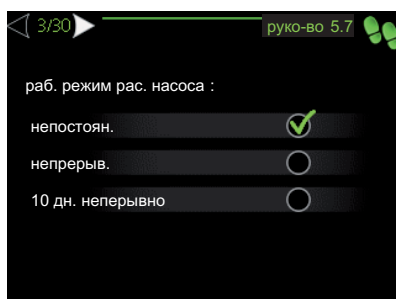 3/30 руко-во 5.7
раб. режим рас. насоса :
непостоян.
непрерыв.
10 дн. неперывно